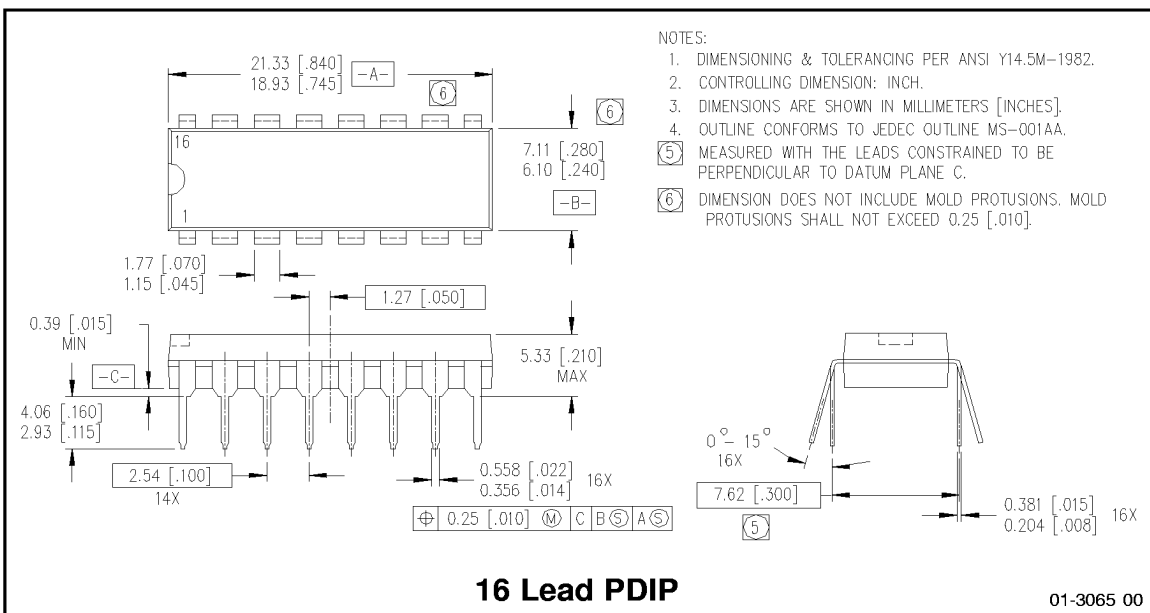 21.33 [.840]
18.93 [.745]
-A-
6
6
16
1
7.11 [.280]
6.10 [.240]
-B-
NOTES:
1. DIMENSIONING & TOLERANCING PER ANSI Y14.5M-1982.
2. CONTROLLING DIMENSION: INCH.
3. DIMENSIONS ARE SHOWN IN MILLIMETERS [INCHES].
4. OUTLINE CONFORMS TO JEDEC OUTLINE MS-001AA.
5 MEASURED WITH THE LEADS CONSTRAINED TO BE
PERPENDICULAR TO DATUM PLANE C.
6 DIMENSION DOES NOT INCLUDE MOLD PROTUSIONS. MOLD
PROTUSIONS SHALL NOT EXCEED 0.25 [.010].
1.77 [.070]
1.15 [.045]
1.27 [.050]
0.39 [.015]
MIN
-C-
5.33 [.210]
MAX
4.06 [.160]
2.93 [.115]
2.54 [.100]
14X
0.558 [.022]
0.356 [.014]
16X
⌖ 0.25 [.010] Ⓜ C B Ⓢ A Ⓢ
0° - 15°
16X
7.62 [.300]
5
0.381 [.015]
0.204 [.008]
16X
16 Lead PDIP
01-3065 00